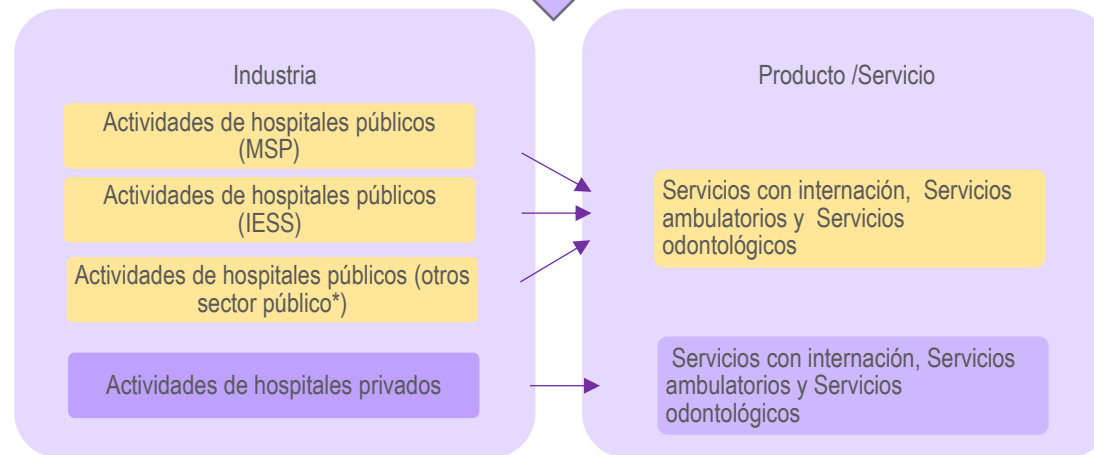 Industria
Actividades de hospitales públicos
(MSP)
Actividades de hospitales públicos
(IESS)
Actividades de hospitales públicos (otros
sector público*)
Actividades de hospitales privados
Producto /Servicio
Servicios con internación, Servicios
ambulatorios y Servicios
odontológicos
Servicios con internación, Servicios
ambulatorios y Servicios
odontológicos